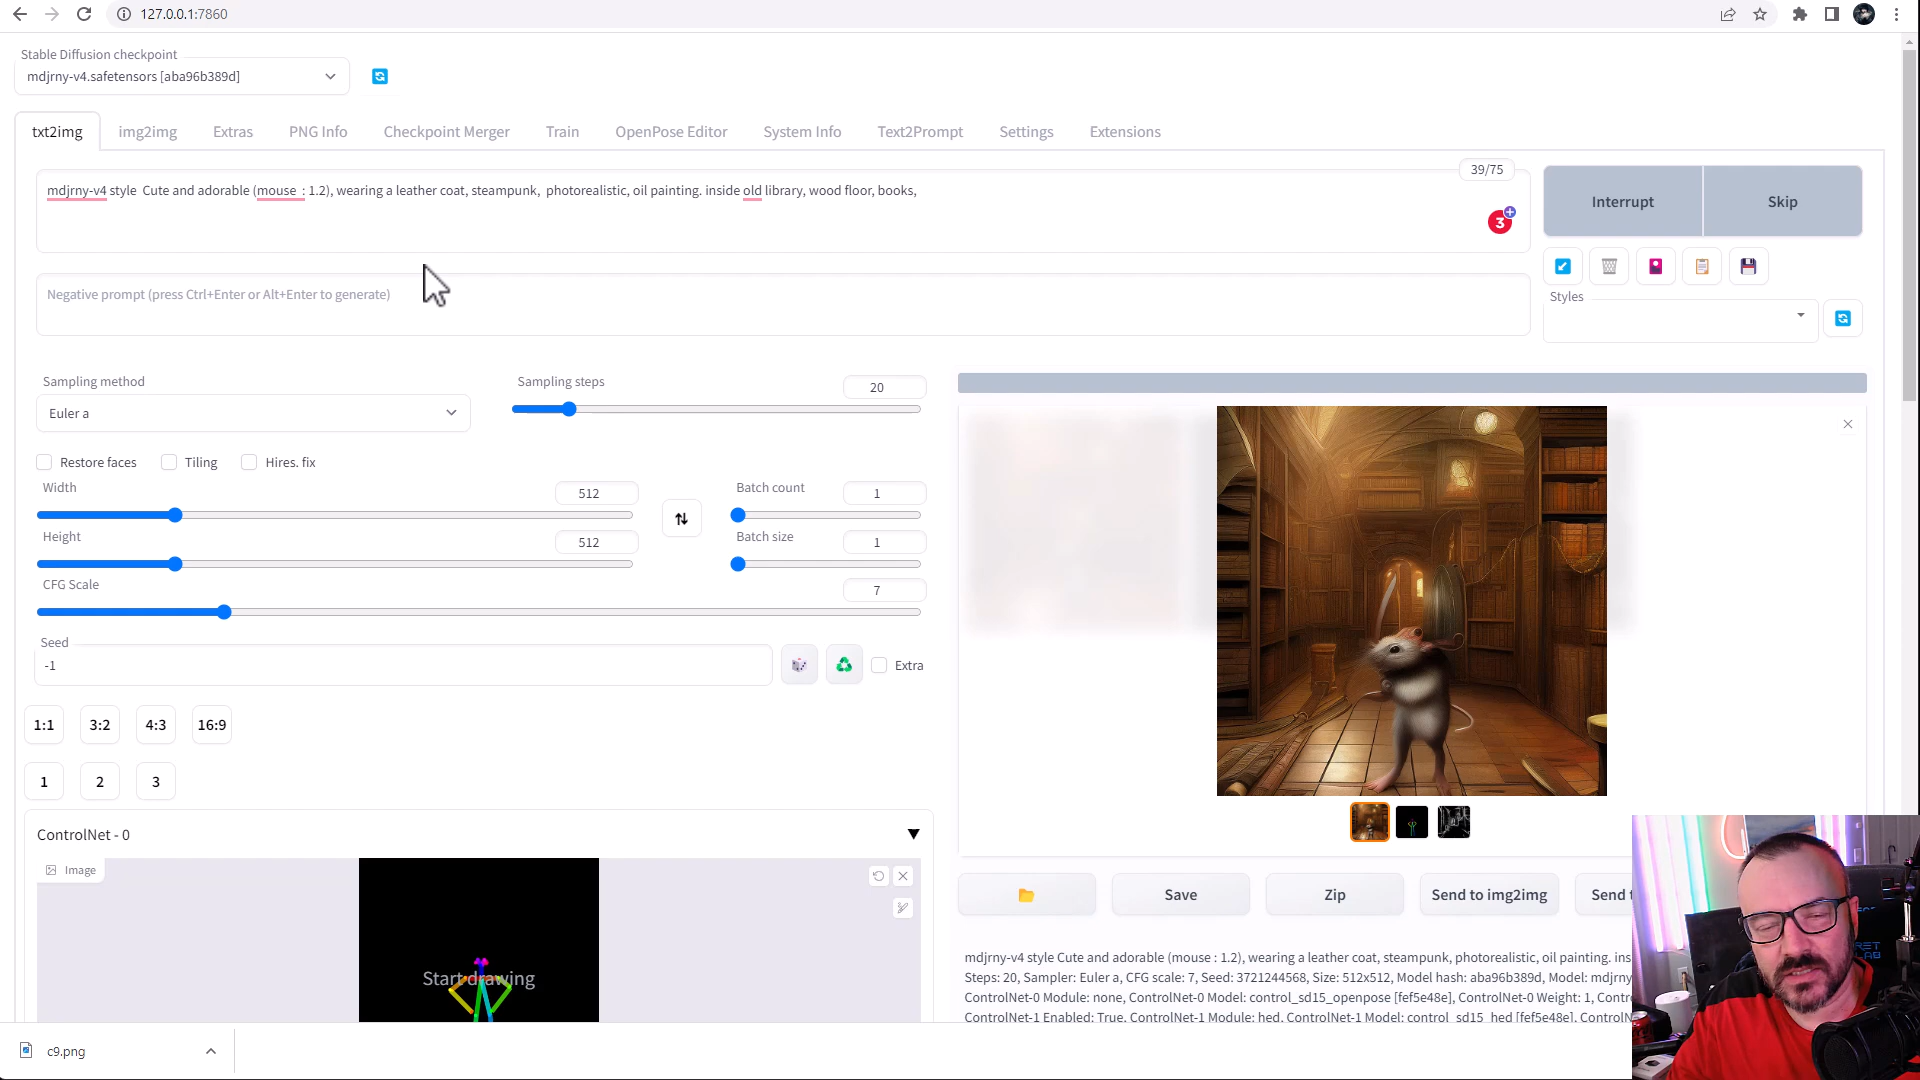 127.0.0.1:7860
Stable Diffusion checkpoint
mdjrny-v4.safetensors [aba96b389d]
txt2img
img2img
Extras
PNG Info
Checkpoint Merger
Train
OpenPose Editor
System Info
Text2Prompt
Settings
Extensions
39/75
mdjrny-v4 style  Cute and adorable (mouse  : 1.2), wearing a leather coat, steampunk,  photorealistic, oil painting. inside old library, wood floor, books,
3
Interrupt
Skip
Negative prompt (press Ctrl+Enter or Alt+Enter to generate)
Styles
Sampling method
Euler a
Sampling steps
20
Restore faces
Tiling
Hires. fix
Width
512
Height
512
Batch count
1
Batch size
1
CFG Scale
7
Seed
-1
Extra
1:1
3:2
4:3
16:9
1
2
3
ControlNet - 0
Image
Start drawing
Save
Zip
Send to img2img
Send t
mdjrny-v4 style Cute and adorable (mouse : 1.2), wearing a leather coat, steampunk, photorealistic, oil painting. ins
Steps: 20, Sampler: Euler a, CFG scale: 7, Seed: 3721244568, Size: 512x512, Model hash: aba96b389d, Model: mdjrny
ControlNet-0 Module: none, ControlNet-0 Model: control_sd15_openpose [fef5e48e], ControlNet-0 Weight: 1, Contr
ControlNet-1 Enabled: True, ControlNet-1 Module: hed, ControlNet-1 Model: control_sd15_hed [fef5e48e], ControlN
c9.png